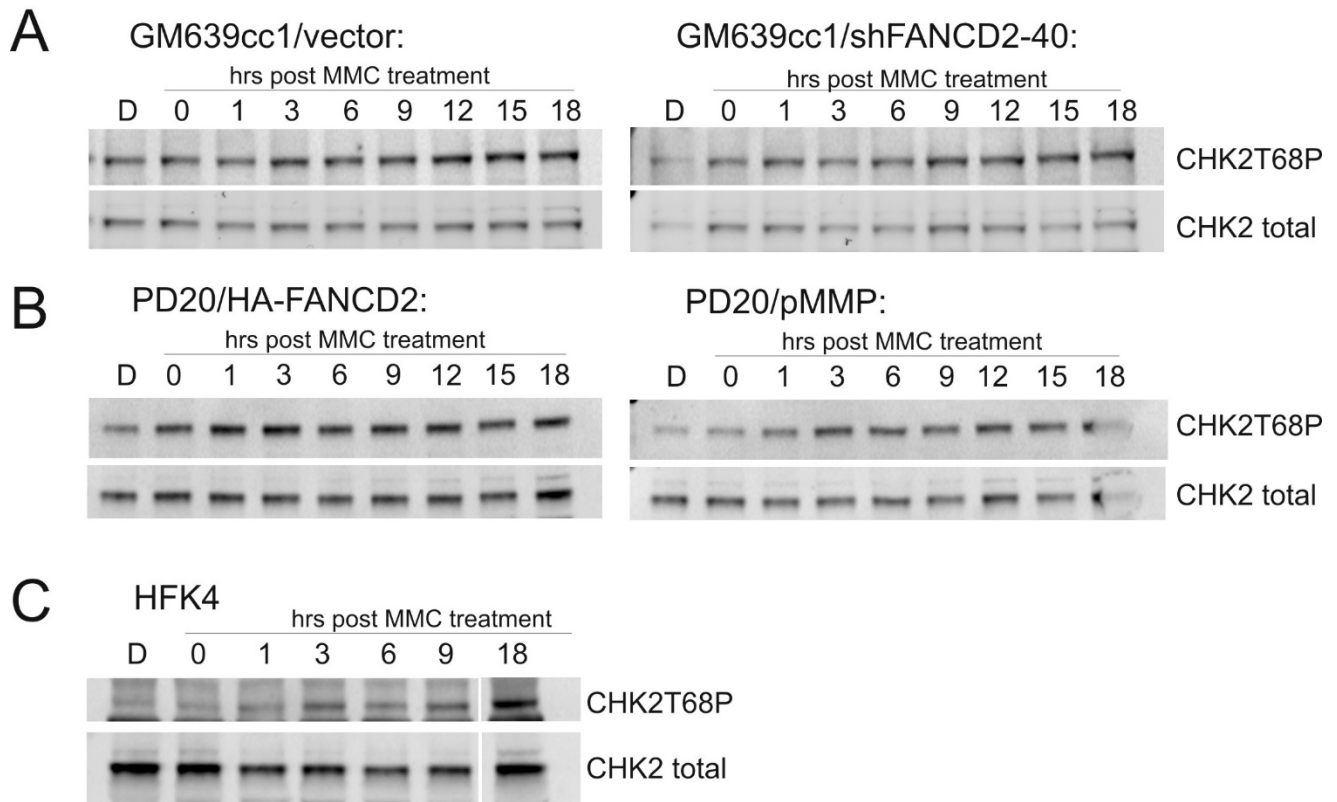 A
GM639cc1/vector:
hrs post MMC treatment
D 0 1 3 6 9 12 15 18
GM639cc1/shFANCD2-40:
hrs post MMC treatment
D 0 1 3 6 9 12 15 18
CHK2T68P
CHK2 total
B
PD20/HA-FANCD2:
hrs post MMC treatment
D 0 1 3 6 9 12 15 18
PD20/pMMP:
hrs post MMC treatment
D 0 1 3 6 9 12 15 18
CHK2T68P
CHK2 total
C
HFK4
hrs post MMC treatment
D 0 1 3 6 9 18
CHK2T68P
CHK2 total